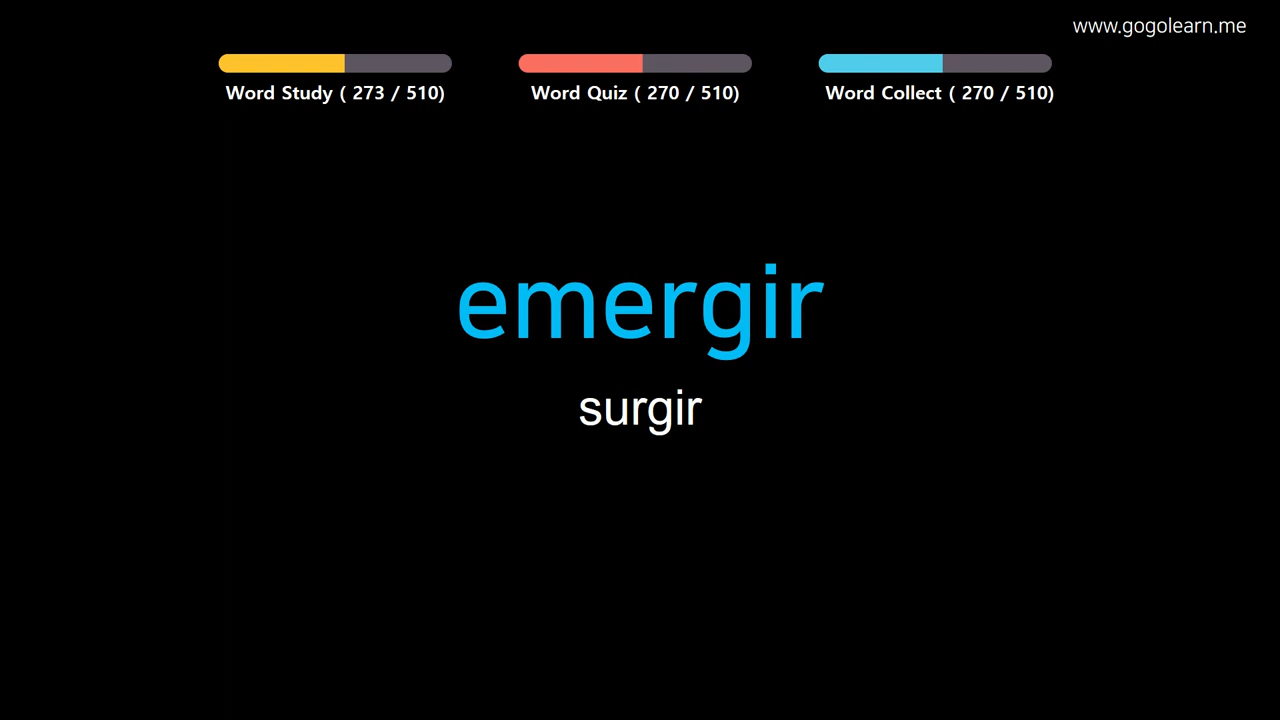 www.gogolearn.me
Word Study ( 273 / 510)
Word Quiz ( 270 / 510)
Word Collect ( 270 / 510)
emergir
surgir